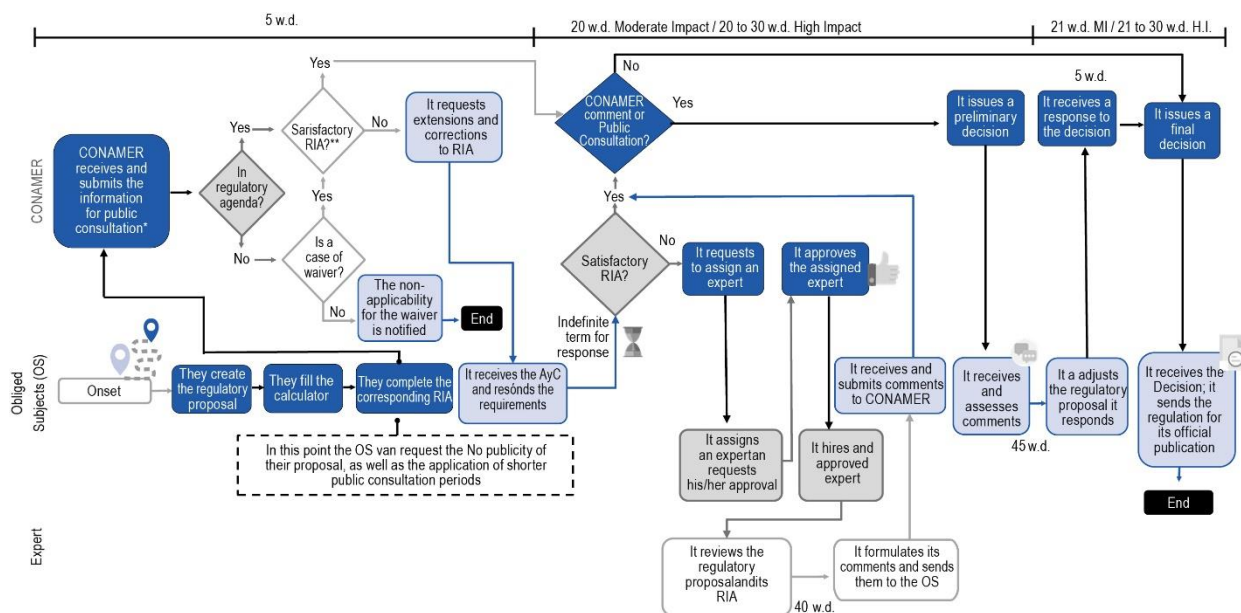 5 w.d.
20 w.d. Moderate Impact / 20 to 30 w.d. High Impact
21 w.d. MI / 21 to 30 w.d. H.I.
CONAMER
CONAMER
receives and
submits the
information
for public
consultation*
In
regulatory
agenda?
Yes
No
Sarisfactory
RIA?**
Yes
No
Is a
case of
waiver?
Yes
No
It requests
extensions and
corrections
to RIA
The non-
applicability
for the waiver
is notified
End
CONAMER
comment or
Public
Consultation?
No
Yes
Yes
Satisfactory
RIA?
No
It requests
to assign an
expert
It approves
the assigned
expert
It issues a
preliminary
decision
5 w.d.
It receives a
response to
the decision
It issues a
final
decision
Indefinite
term for
response
Obliged
Subjects (OS)
Onset
They create the
regulatory
proposal
They fill the
calculator
They complete the
corresponding RIA
It receives the AyC
and resónds the
requirements
In this point the OS van request the No publicity of
their proposal, as well as the application of shorter
public consultation periods
It assigns
an expertan
requests
his/her approval
It hires and
approved
expert
It receives and
submits comments
to CONAMER
It receives
and
assesses
comments
45 w.d.
It a adjusts the
regulatory
proposal it
responds
It receives the
Decision; it
sends the
regulation for
its official
publication
End
Expert
It reviews the
regulatory
proposalandits
RIA
40 w.d.
It formulates its
comments and sends
them to the OS